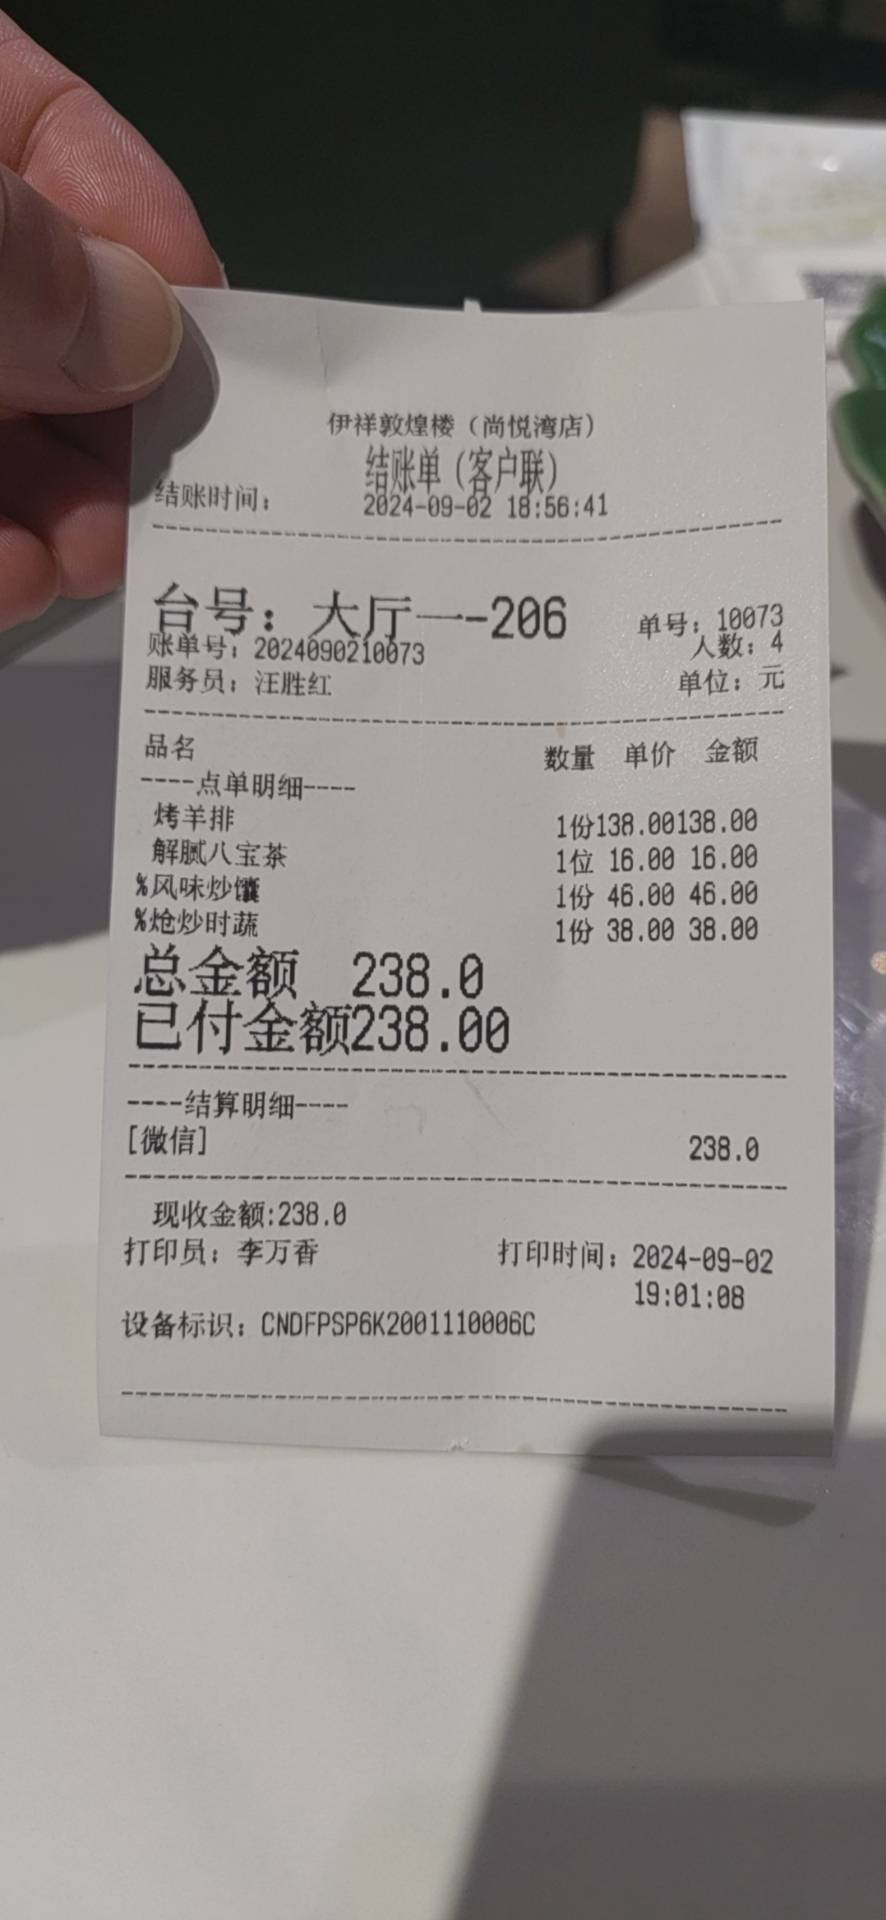 伊祥敦煌楼（尚悦湾店）
结账单（客户联）
结账时间： 2024-09-02 18:56:41
台号：大厅一-206 单号：10073
账单号：2024090210073 人数：4
服务员：汪胜红 单位：元
品名 数量 单价 金额
----点单明细----
烤羊排 1份138.00138.00
解腻八宝茶 1位 16.00 16.00
%风味炒馕 1份 46.00 46.00
%炝炒时蔬 1份 38.00 38.00
总金额 238.0
已付金额238.00
----结算明细----
[微信] 238.0
现收金额:238.0
打印员：李万香 打印时间：2024-09-02
19:01:08
设备标识：CNDFPSP6K2001110006C